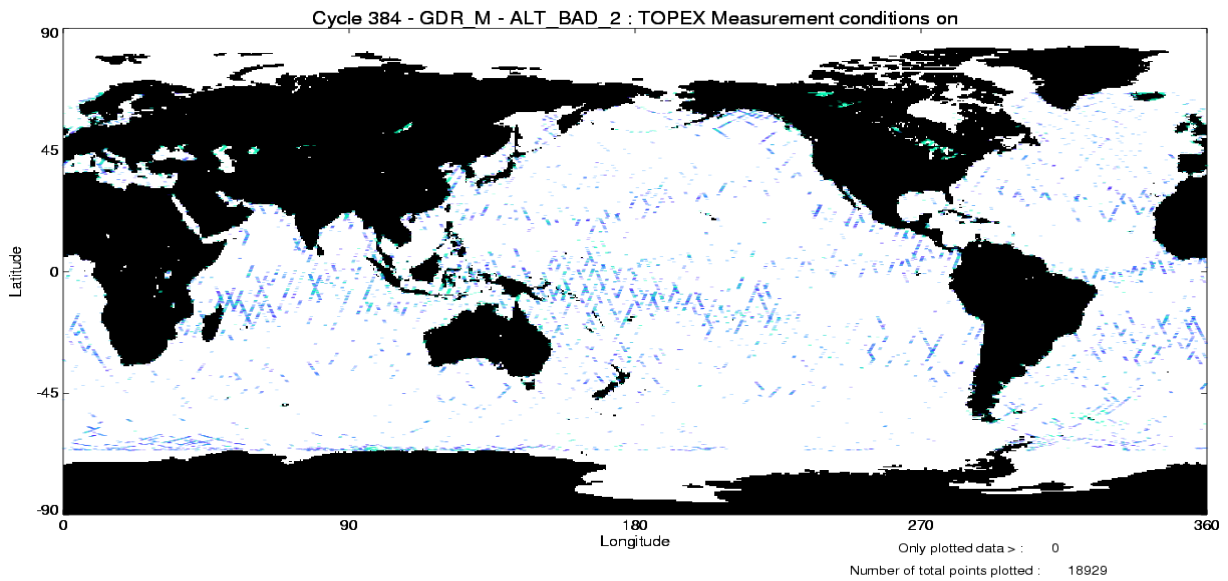 Cycle 384 - GDR_M - ALT_BAD_2 : TOPEX Measurement conditions on
90
45
0
-45
-90
Latitude
0 90 180 270 360
Longitude
Only plotted data > : 0
Number of total points plotted : 18929